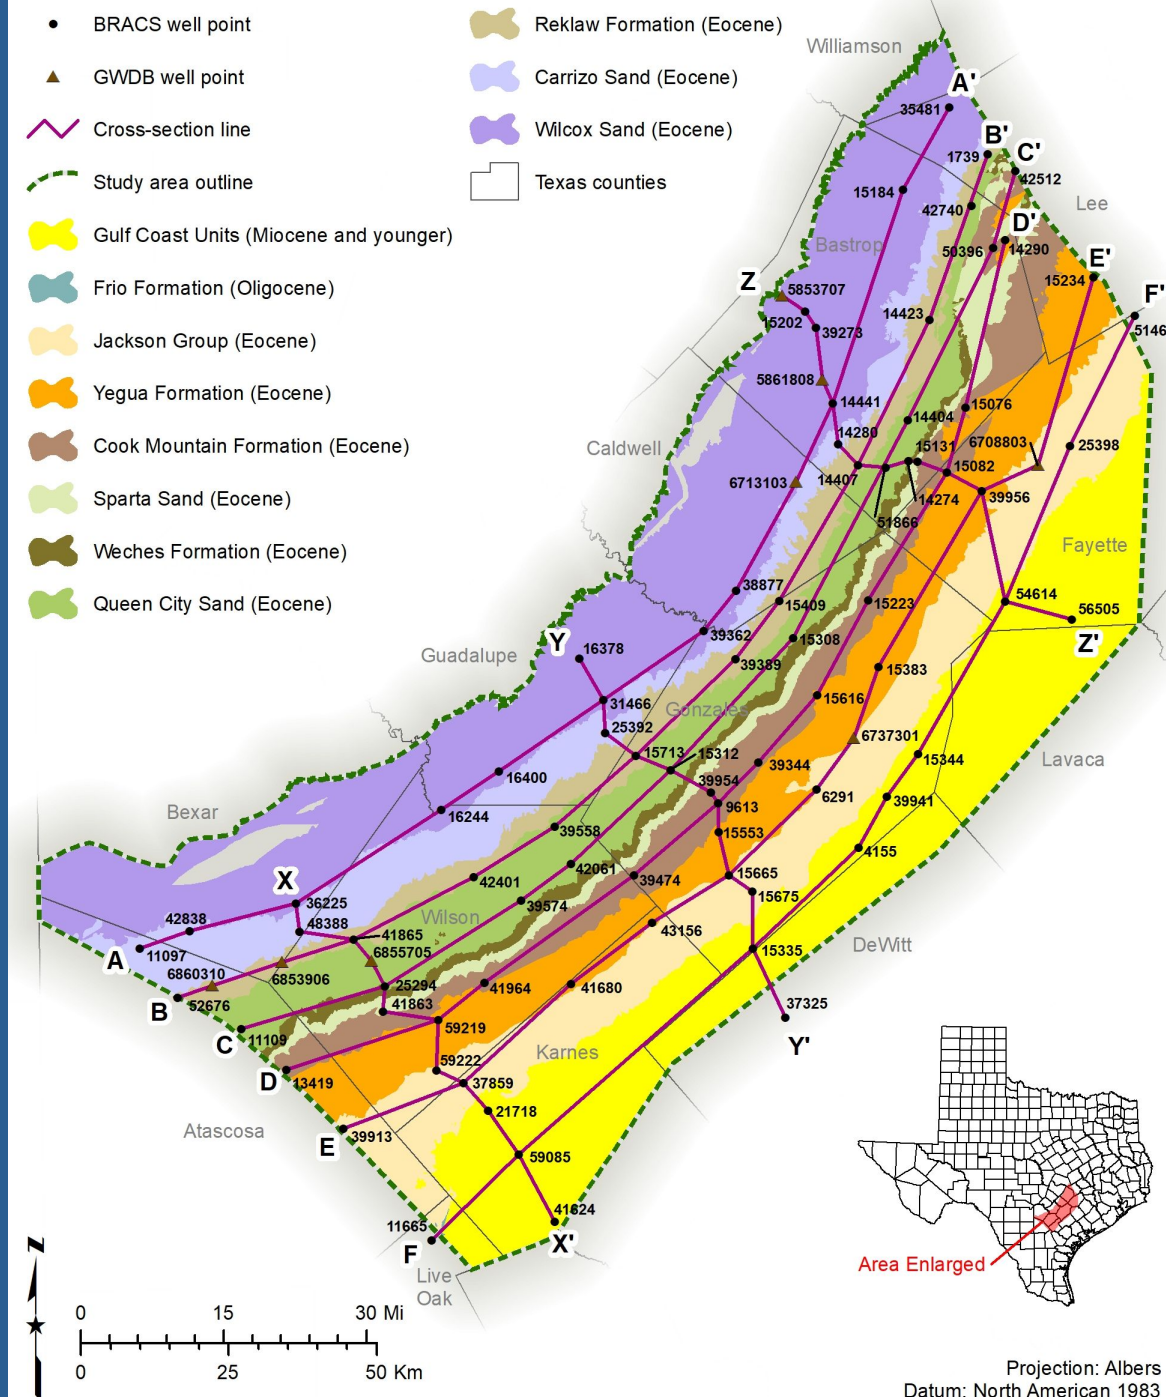 BRACS well point
GWDB well point
Cross-section line
Study area outline
Gulf Coast Units (Miocene and younger)
Frio Formation (Oligocene)
Jackson Group (Eocene)
Yegua Formation (Eocene)
Cook Mountain Formation (Eocene)
Sparta Sand (Eocene)
Weches Formation (Eocene)
Queen City Sand (Eocene)
Reklaw Formation (Eocene)
Carrizo Sand (Eocene)
Wilcox Sand (Eocene)
Texas counties
Williamson
A'
35481
B'
1739
C'
42512
15184
42740
Lee
D'
Bastrop
50396
14290
E'
15234
Z
5853707
F'
15202
39273
14423
5146
5861808
14441
14404
15076
14280
15131
6708803
25398
Caldwell
6713103
14407
15082
14274
39956
51866
Fayette
38877
15409
15223
54614
56505
39362
15308
Z'
Y
16378
Guadalupe
39389
15383
31466
15616
Gonzales
25392
15713
15312
6737301
15344
Lavaca
16400
39954
39344
Bexar
16244
9613
6291
39941
39558
15553
4155
42061
X
42401
39474
15665
15675
36225
39574
Wilson
42838
48388
41865
43156
A
11097
6855705
15335
DeWitt
6860310
6853906
25294
41964
41680
B
52676
41863
37325
C
11109
59219
Y'
59222
Karnes
D
13419
37859
21718
Atascosa
E
39913
59085
11665
41624
F
X'
Live
Oak
Area Enlarged
N
0 15 30 Mi
0 25 50 Km
Projection: Albers
Datum: North American 1983